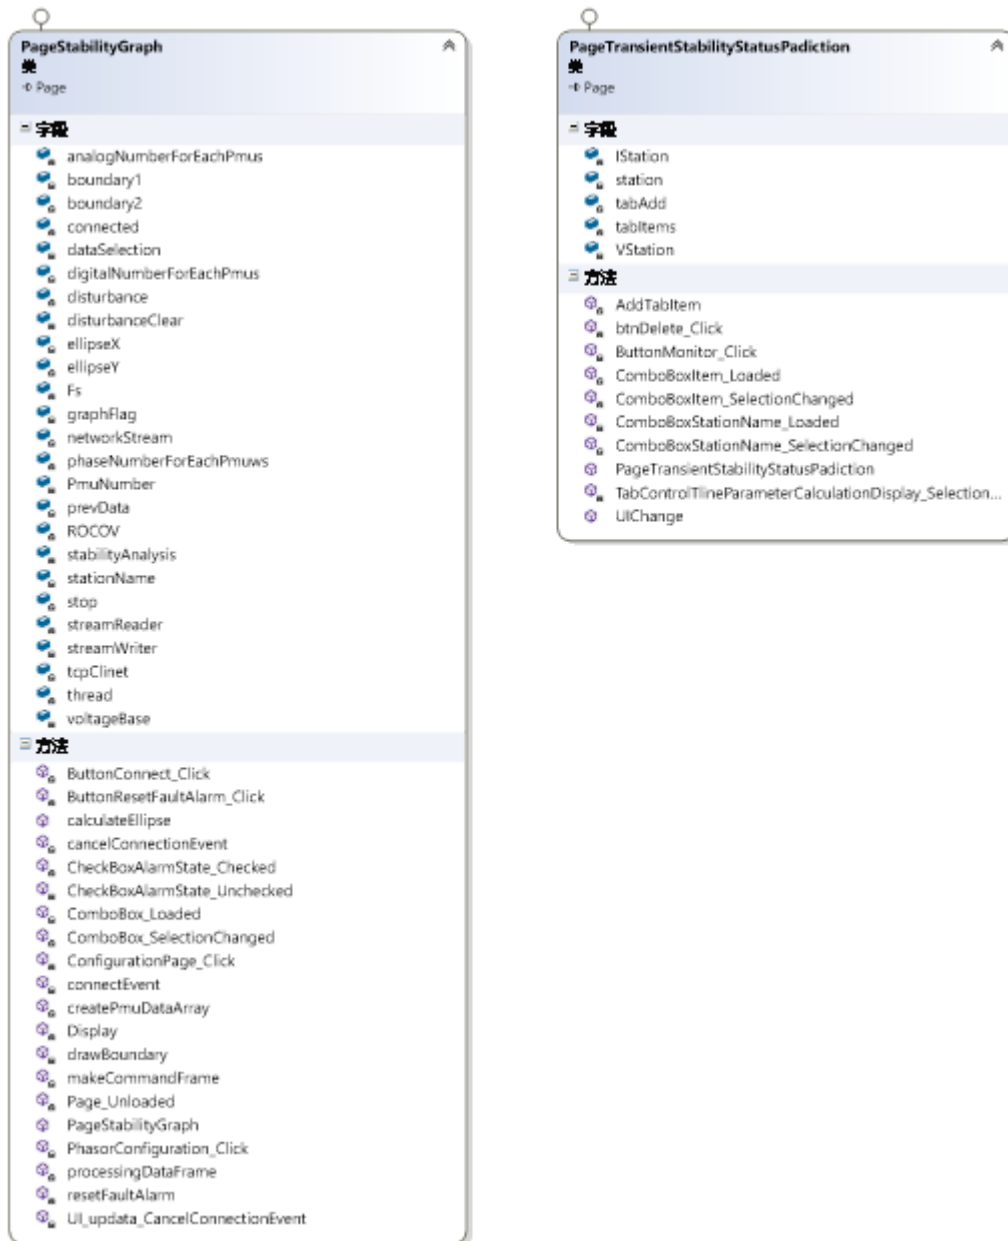 PageStabilityGraph
类
Page
字段
analogNumberForEachPmus
boundary1
boundary2
connected
dataSelection
digitalNumberForEachPmus
disturbance
disturbanceClear
ellipseX
ellipseY
Fs
graphFlag
networkStream
phaseNumberForEachPmuws
PmuNumber
prevData
ROCOV
stabilityAnalysis
stationName
stop
streamReader
streamWriter
tcpClinet
thread
voltageBase
方法
ButtonConnect_Click
ButtonResetFaultAlarm_Click
calculateEllipse
cancelConnectionEvent
CheckBoxAlarmState_Checked
CheckBoxAlarmState_Unchecked
ComboBox_Loaded
ComboBox_SelectionChanged
ConfigurationPage_Click
connectEvent
createPmuDataArray
Display
drawBoundary
makeCommandFrame
Page_Unloaded
PageStabilityGraph
PhasorConfiguration_Click
processingDataFrame
resetFaultAlarm
UI_updata_CancelConnectionEvent
PageTransientStabilityStatusPadiction
类
Page
字段
IStation
station
tabAdd
tabItems
VStation
方法
AddTabItem
btnDelete_Click
ButtonMonitor_Click
ComboBoxItem_Loaded
ComboBoxItem_SelectionChanged
ComboBoxStationName_Loaded
ComboBoxStationName_SelectionChanged
PageTransientStabilityStatusPadiction
TabControlTlineParameterCalculationDisplay_Selection...
UIChange